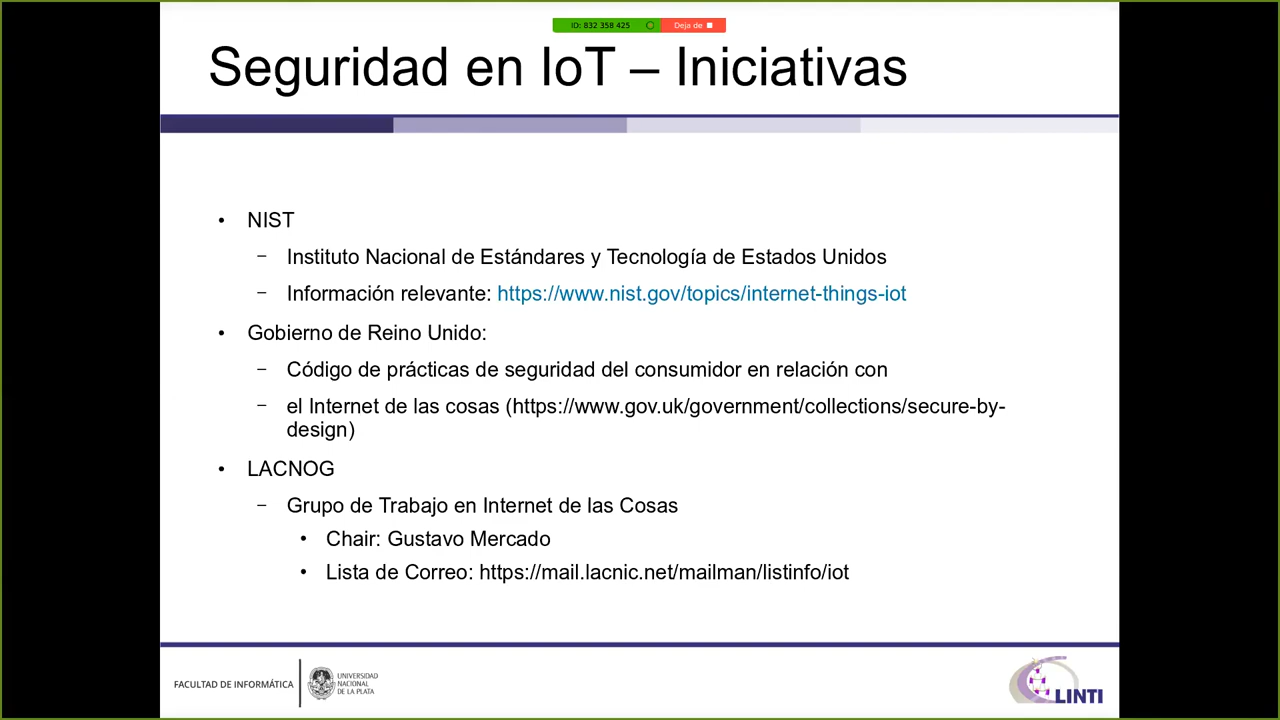 ID: 832 358 425 Deja de
Seguridad en IoT – Iniciativas
• NIST
– Instituto Nacional de Estándares y Tecnología de Estados Unidos
– Información relevante: https://www.nist.gov/topics/internet-things-iot
• Gobierno de Reino Unido:
– Código de prácticas de seguridad del consumidor en relación con
– el Internet de las cosas (https://www.gov.uk/government/collections/secure-by-
design)
• LACNOG
– Grupo de Trabajo en Internet de las Cosas
• Chair: Gustavo Mercado
• Lista de Correo: https://mail.lacnic.net/mailman/listinfo/iot
FACULTAD DE INFORMÁTICA
UNIVERSIDAD
NACIONAL
DE LA PLATA
LINTI